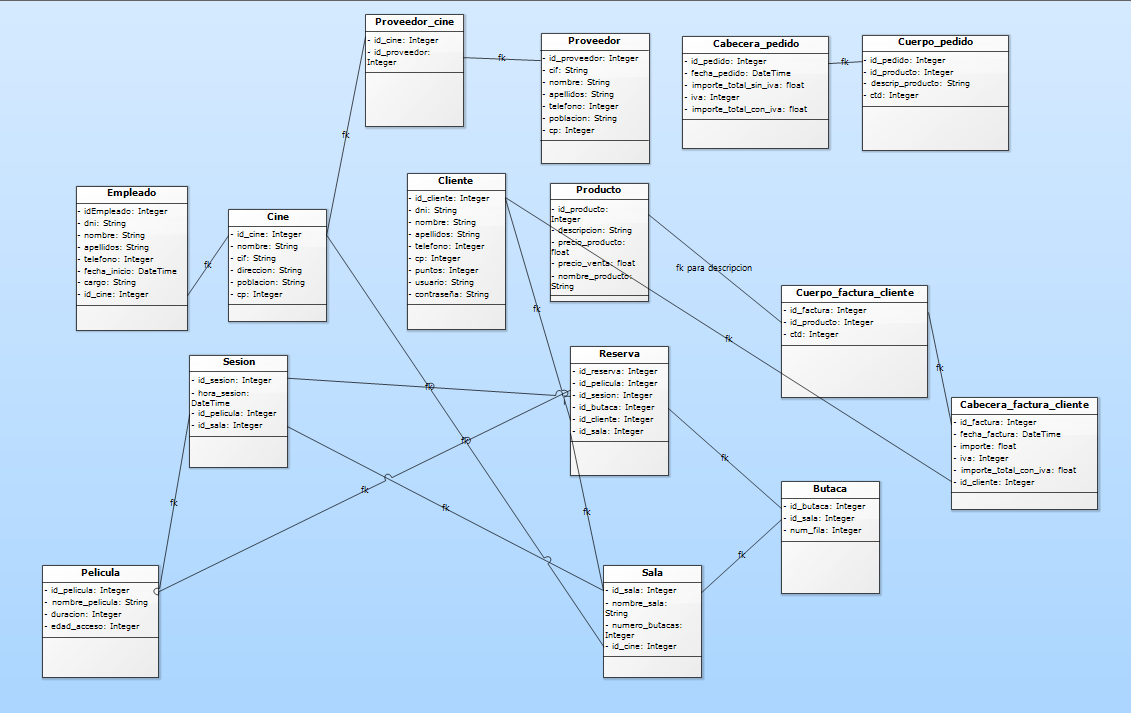 Proveedor_cine
- id_cine: Integer
- id_proveedor:
Integer
Proveedor
- id_proveedor: Integer
- cif: String
- nombre: String
- apellidos: String
- telefono: Integer
- poblacion: String
- cp: Integer
Cabecera_pedido
- id_pedido: Integer
- fecha_pedido: DateTime
- importe_total_sin_iva: float
- iva: Integer
- importe_total_con_iva: float
Cuerpo_pedido
- id_pedido: Integer
- id_producto: Integer
- descrip_producto: String
- ctd: Integer
fk
fk
fk
Empleado
- idEmpleado: Integer
- dni: String
- nombre: String
- apellidos: String
- telefono: Integer
- fecha_inicio: DateTime
- cargo: String
- id_cine: Integer
fk
Cine
- id_cine: Integer
- nombre: String
- cif: String
- direccion: String
- poblacion: String
- cp: Integer
Cliente
- id_cliente: Integer
- dni: String
- nombre: String
- apellidos: String
- telefono: Integer
- cp: Integer
- puntos: Integer
- usuario: String
- contraseña: String
Producto
- id_producto:
Integer
- descripcion: String
- precio_producto:
float
- precio_venta: float
- nombre_producto:
String
fk para descripcion
Cuerpo_factura_cliente
- id_factura: Integer
- id_producto: Integer
- ctd: Integer
fk
fk
fk
Sesion
- id_sesion: Integer
- hora_sesion:
DateTime
- id_pelicula: Integer
- id_sala: Integer
fk
fk
Reserva
- id_reserva: Integer
- id_pelicula: Integer
- id_sesion: Integer
- id_butaca: Integer
- id_cliente: Integer
- id_sala: Integer
Cabecera_factura_cliente
- id_factura: Integer
- fecha_factura: DateTime
- importe: float
- iva: Integer
- importe_total_con_iva: float
- id_cliente: Integer
fk
fk
fk
fk
fk
Butaca
- id_butaca: Integer
- id_sala: Integer
- num_fila: Integer
fk
Pelicula
- id_pelicula: Integer
- nombre_pelicula: String
- duracion: Integer
- edad_acceso: Integer
Sala
- id_sala: Integer
- nombre_sala:
String
- numero_butacas:
Integer
- id_cine: Integer